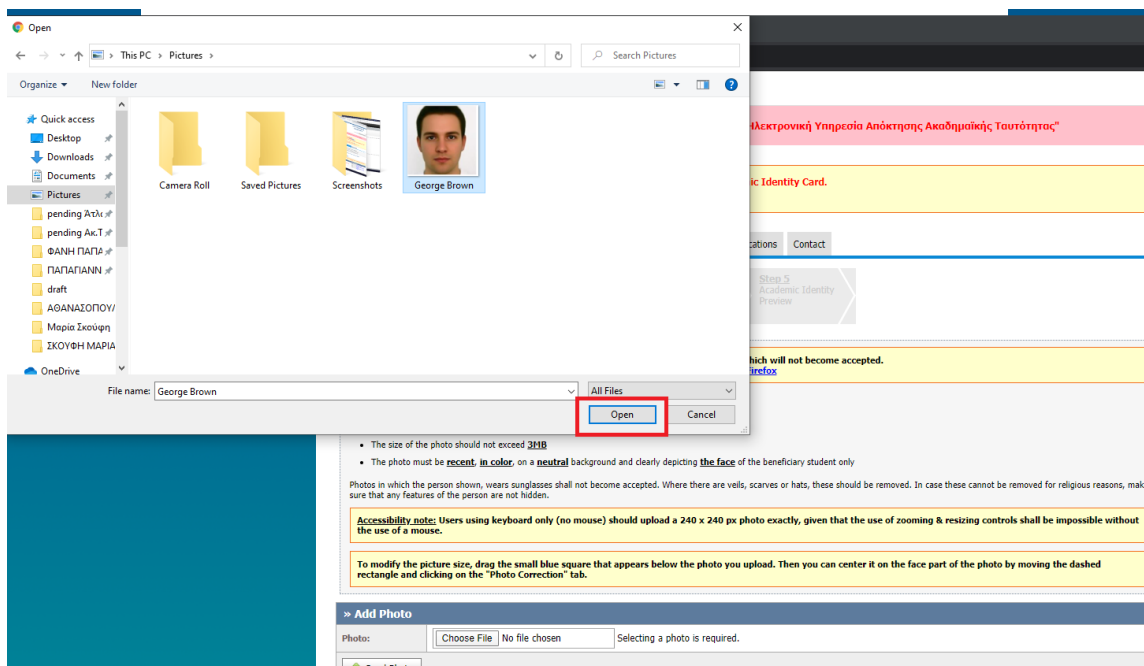 Open
This PC > Pictures >
Search Pictures
Organize
New folder
Quick access
Desktop
Downloads
Documents
Pictures
pending Άτλι
pending Ακ.Τ
ΦΑΝΗ ΠΑΠΑ
ΠΑΠΑΓΙΑΝΝ
draft
ΑΘΑΝΑΣΟΠΟΥΛ
Μαρία Σκούφη
ΣΚΟΥΦΗ ΜΑΡΙΑ
OneDrive
Camera Roll
Saved Pictures
Screenshots
George Brown
File name: George Brown
All Files
Open
Cancel
Ηλεκτρονική Υπηρεσία Απόκτησης Ακαδημαϊκής Ταυτότητας"
ic Identity Card.
cations
Contact
Step 5
Academic Identity
Preview
hich will not become accepted.
irefox
• The size of the photo should not exceed 3MB
• The photo must be recent, in color, on a neutral background and clearly depicting the face of the beneficiary student only
Photos in which the person shown, wears sunglasses shall not become accepted. Where there are veils, scarves or hats, these should be removed. In case these cannot be removed for religious reasons, mak
sure that any features of the person are not hidden.
Accessibility note: Users using keyboard only (no mouse) should upload a 240 x 240 px photo exactly, given that the use of zooming & resizing controls shall be impossible without
the use of a mouse.
To modify the picture size, drag the small blue square that appears below the photo you upload. Then you can center it on the face part of the photo by moving the dashed
rectangle and clicking on the "Photo Correction" tab.
» Add Photo
Photo:
Choose File No file chosen
Selecting a photo is required.